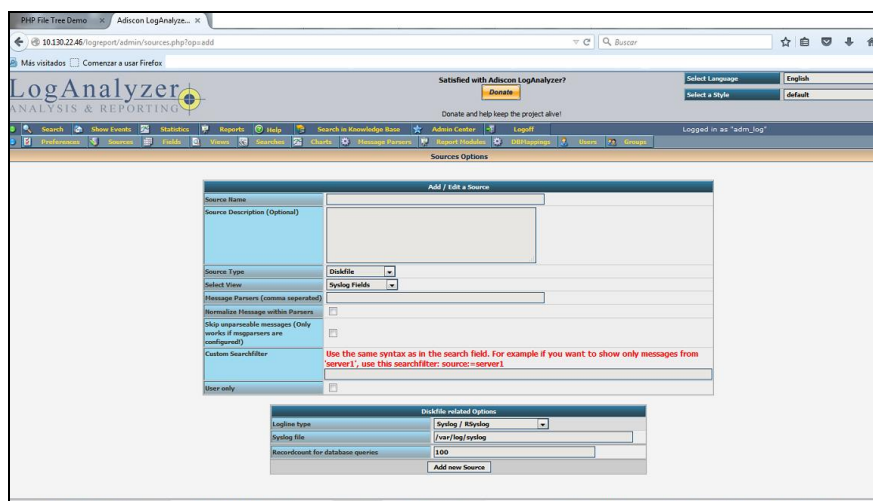 PHP File Tree Demo
Adiscon LogAnalyze...
10.130.22.46/logreport/admin/sources.php?op=add
Buscar
Más visitados Comenzar a usar Firefox
LogAnalyzer
ANALYSIS & REPORTING
Satisfied with Adiscon LogAnalyzer?
Donate
Donate and help keep the project alive!
Select Language English
Select a Style default
Search Show Events Statistics Reports Help Search in Knowledge Base Admin Center Logoff Logged in as "adm_log"
Preferences Sources Fields Views Searches Charts Message Parsers Report Modules DBMappings Users Groups
Sources Options
Add / Edit a Source
Source Name
Source Description (Optional)
Source Type Diskfile
Select View Syslog Fields
Message Parsers (comma seperated)
Normalize Message within Parsers
Skip unparseable messages (Only
works if msgparsers are
configured!)
Custom Searchfilter
Use the same syntax as in the search field. For example if you want to show only messages from
'server1', use this searchfilter: source:=server1
User only
Diskfile related Options
Logline type Syslog / RSyslog
Syslog file /var/log/syslog
Recordcount for database queries 100
Add new Source